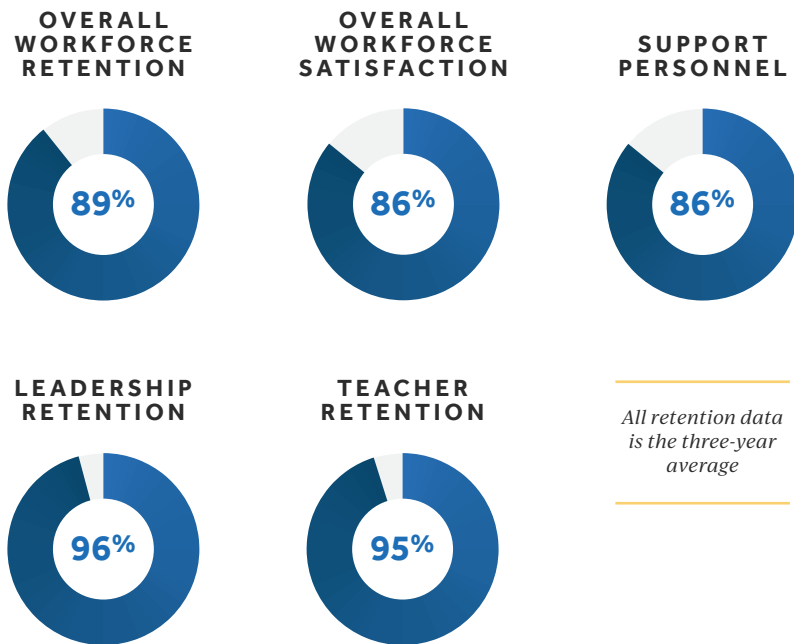 OVERALL
WORKFORCE
RETENTION
89%
OVERALL
WORKFORCE
SATISFACTION
86%
SUPPORT
PERSONNEL
86%
LEADERSHIP
RETENTION
96%
TEACHER
RETENTION
95%
All retention data
is the three-year
average